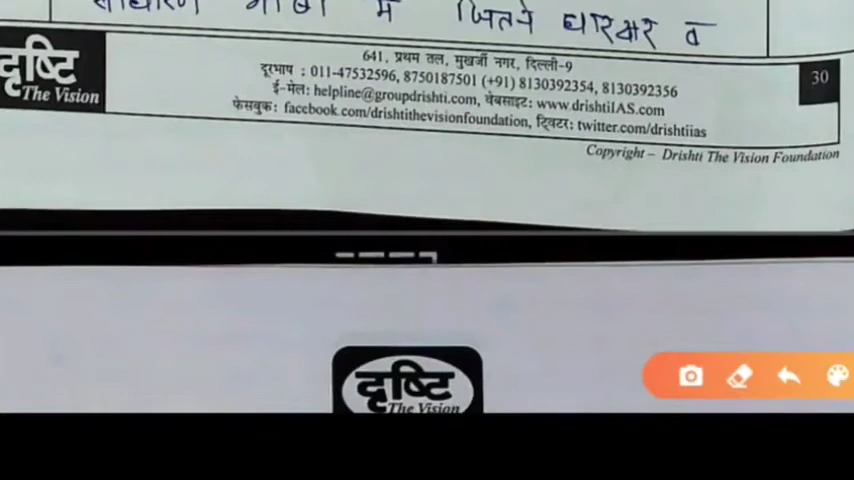 साधारण भाषा में जितने धारधार व
दृष्टि
The Vision
641, प्रथम तल, मुखर्जी नगर, दिल्ली-9
दूरभाष : 011-47532596, 8750187501 (+91) 8130392354, 8130392356
ई-मेल: helpline@groupdrishti.com, वेबसाइट: www.drishtiIAS.com
फेसबुक: facebook.com/drishtithevisionfoundation, ट्विटर: twitter.com/drishtiias
30
Copyright – Drishti The Vision Foundation
दृष्टि
The Vision